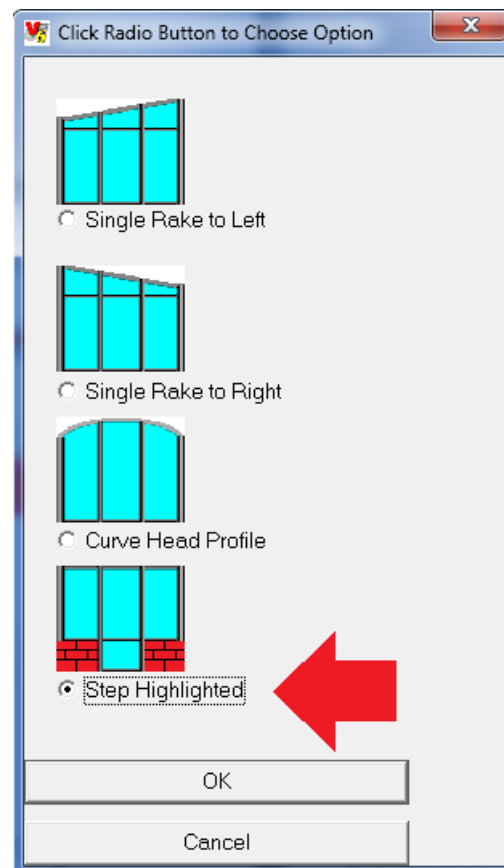 Click Radio Button to Choose Option
Single Rake to Left
Single Rake to Right
Curve Head Profile
Step Highlighted
OK
Cancel